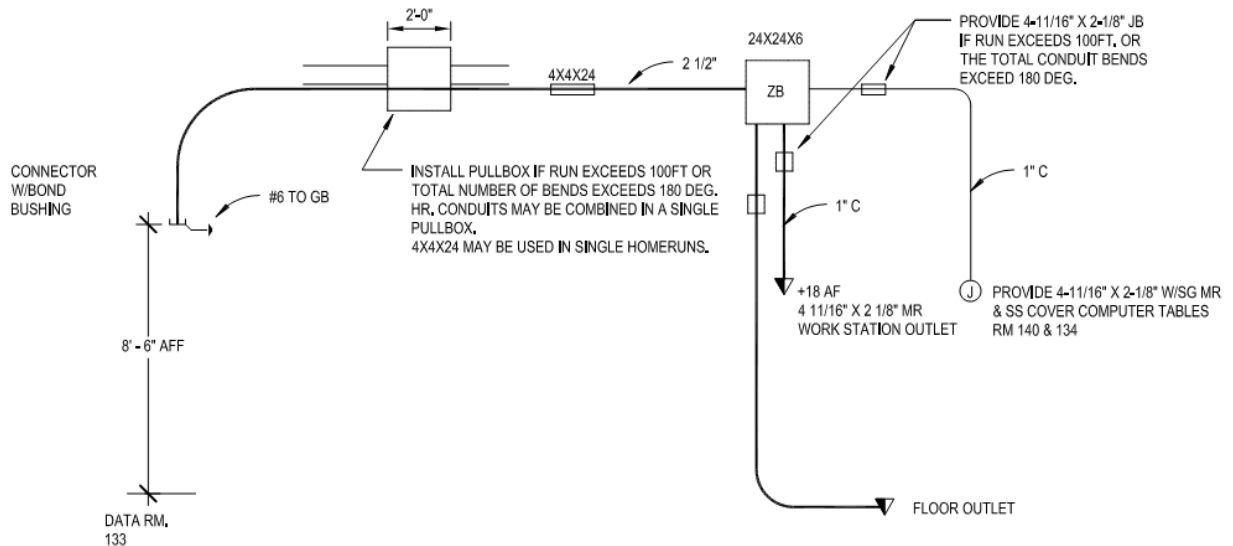 2'-0"
4X4X24
2 1/2"
24X24X6
ZB
PROVIDE 4-11/16" X 2-1/8" JB
IF RUN EXCEEDS 100FT. OR
THE TOTAL CONDUIT BENDS
EXCEED 180 DEG.
CONNECTOR
W/BOND
BUSHING
#6 TO GB
INSTALL PULLBOX IF RUN EXCEEDS 100FT OR
TOTAL NUMBER OF BENDS EXCEEDS 180 DEG.
HR. CONDUITS MAY BE COMBINED IN A SINGLE
PULLBOX.
4X4X24 MAY BE USED IN SINGLE HOMERUNS.
1" C
1" C
+18 AF
4 11/16" X 2 1/8" MR
WORK STATION OUTLET
J
PROVIDE 4-11/16" X 2-1/8" W/SG MR
& SS COVER COMPUTER TABLES
RM 140 & 134
8' - 6" AFF
FLOOR OUTLET
DATA RM.
133